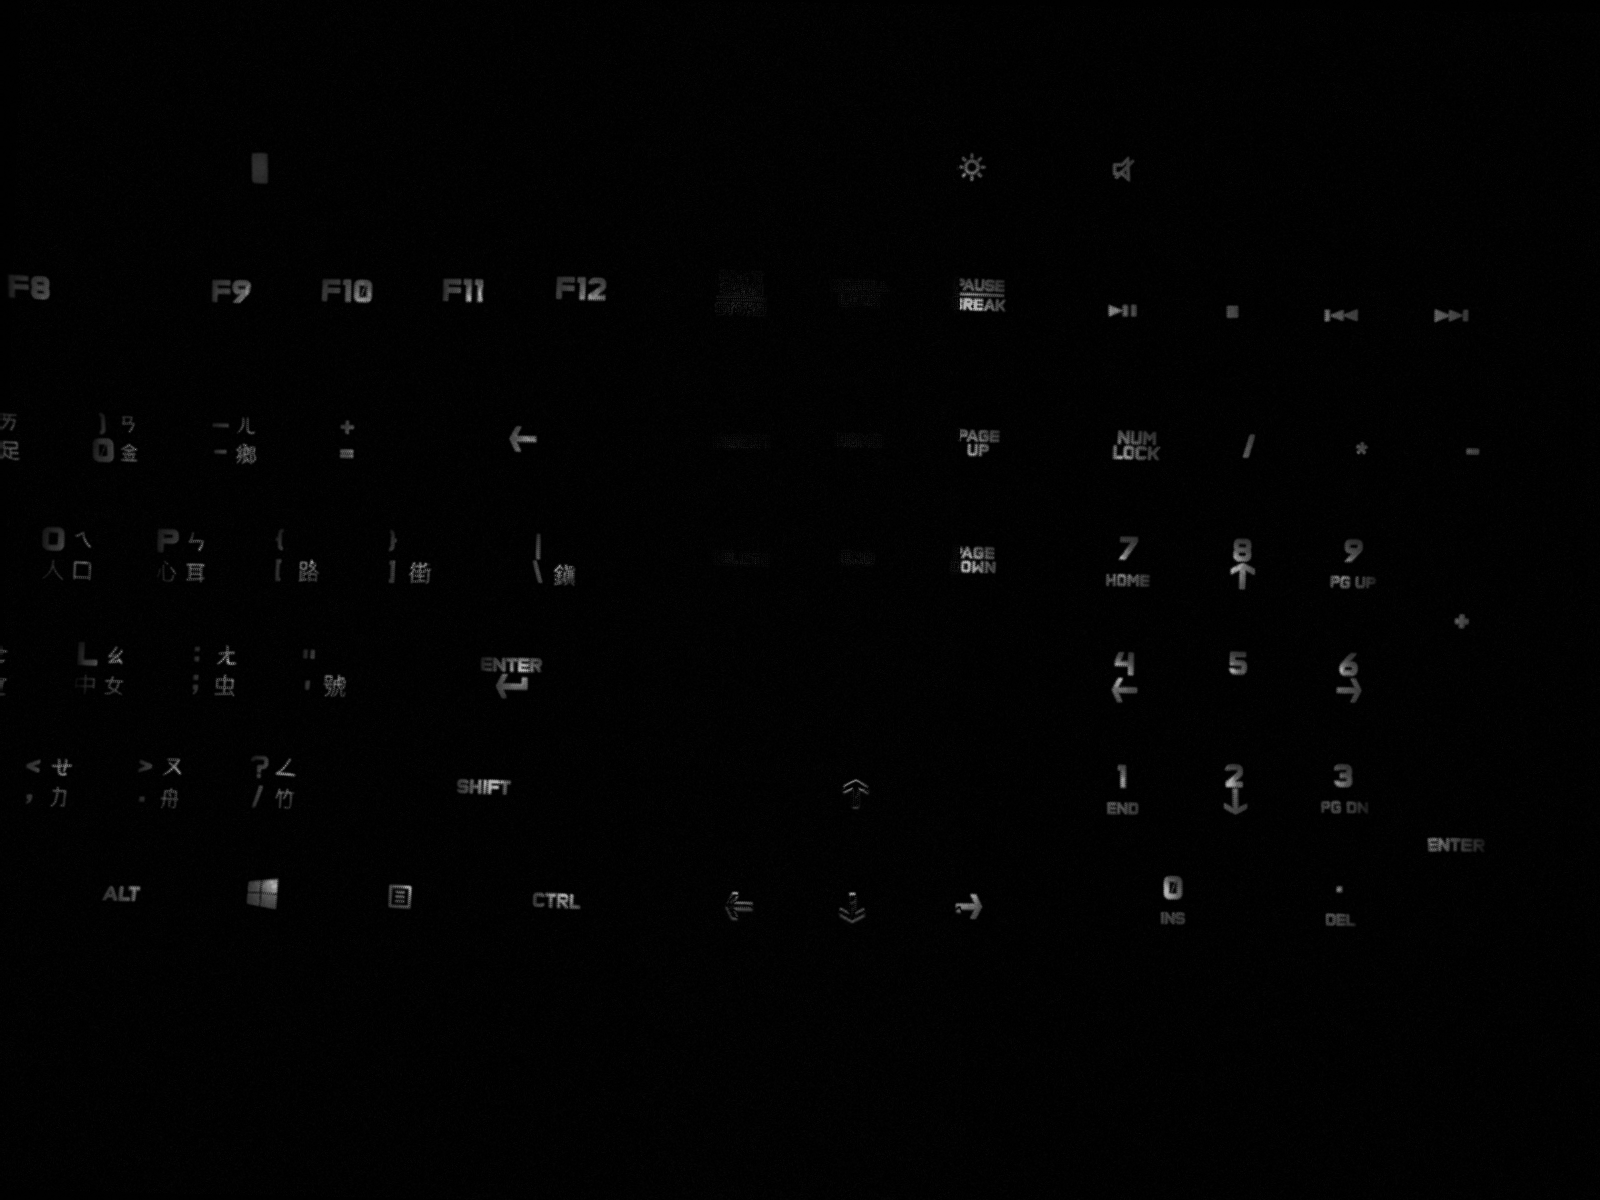 F8 F9 F10 F11 F12 PAUSE
BREAK
) ㄢ — ㄦ + ← PAGE UP NUM LOCK / * -
0 金 - 鄉 =
足
O ㄟ P ㄣ { } | PAGE DOWN 7 8 9
人 口 心 耳 [ 路 ] 街 \ 鎮 HOME ↑ PG UP
+
L ㄠ : ㄤ " ENTER 4 5 6
中 女 ; 虫 ' 號 ← →
< ㄝ > ㄡ ? ㄥ SHIFT 1 2 3
, 力 . 舟 / 竹 END ↓ PG DN
ENTER
ALT CTRL ← ↓ → 0 .
INS DEL